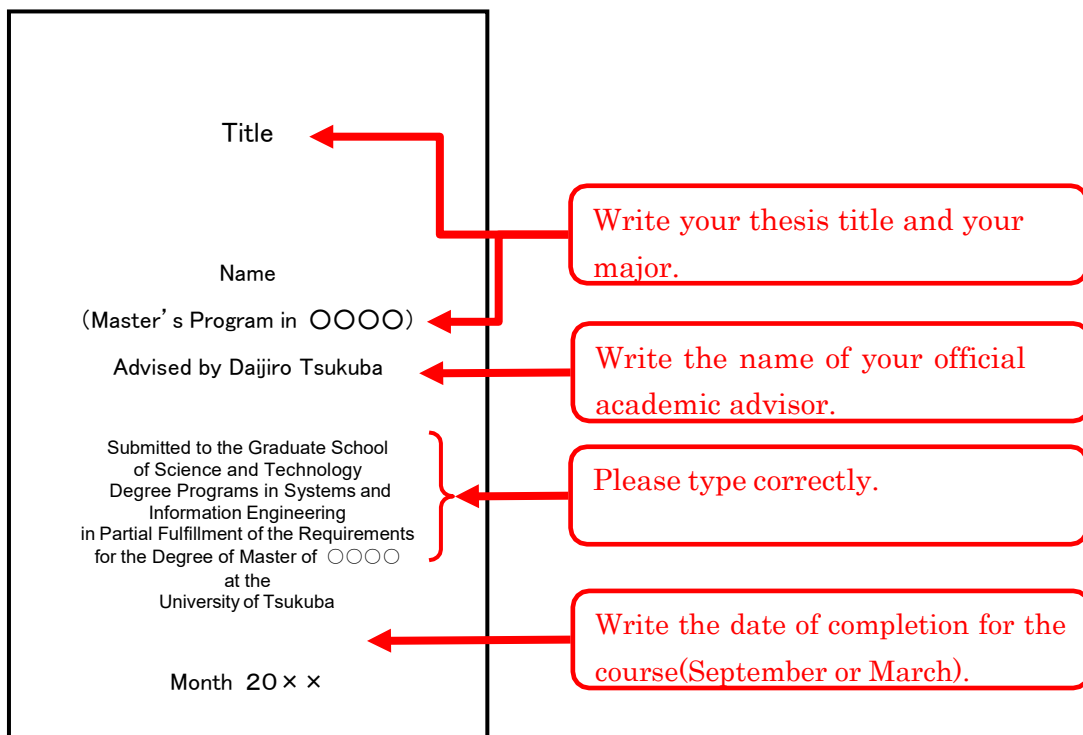 Title
Name
(Master's Program in ○○○○)
Advised by Daijiro Tsukuba
Submitted to the Graduate School
of Science and Technology
Degree Programs in Systems and
Information Engineering
in Partial Fulfillment of the Requirements
for the Degree of Master of ○○○○
at the
University of Tsukuba
Month 20××
Write your thesis title and your
major.
Write the name of your official
academic advisor.
Please type correctly.
Write the date of completion for the
course(September or March).